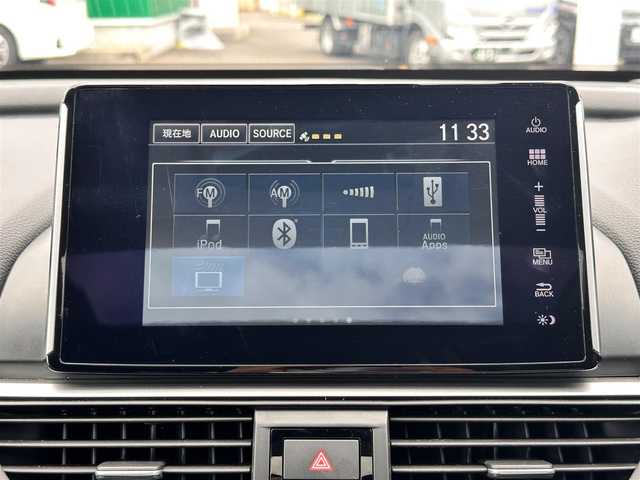 現在地 AUDIO SOURCE 11 33
AUDIO
HOME
FM AM
+
VOL
−
iPod AUDIO Apps
MENU
BACK